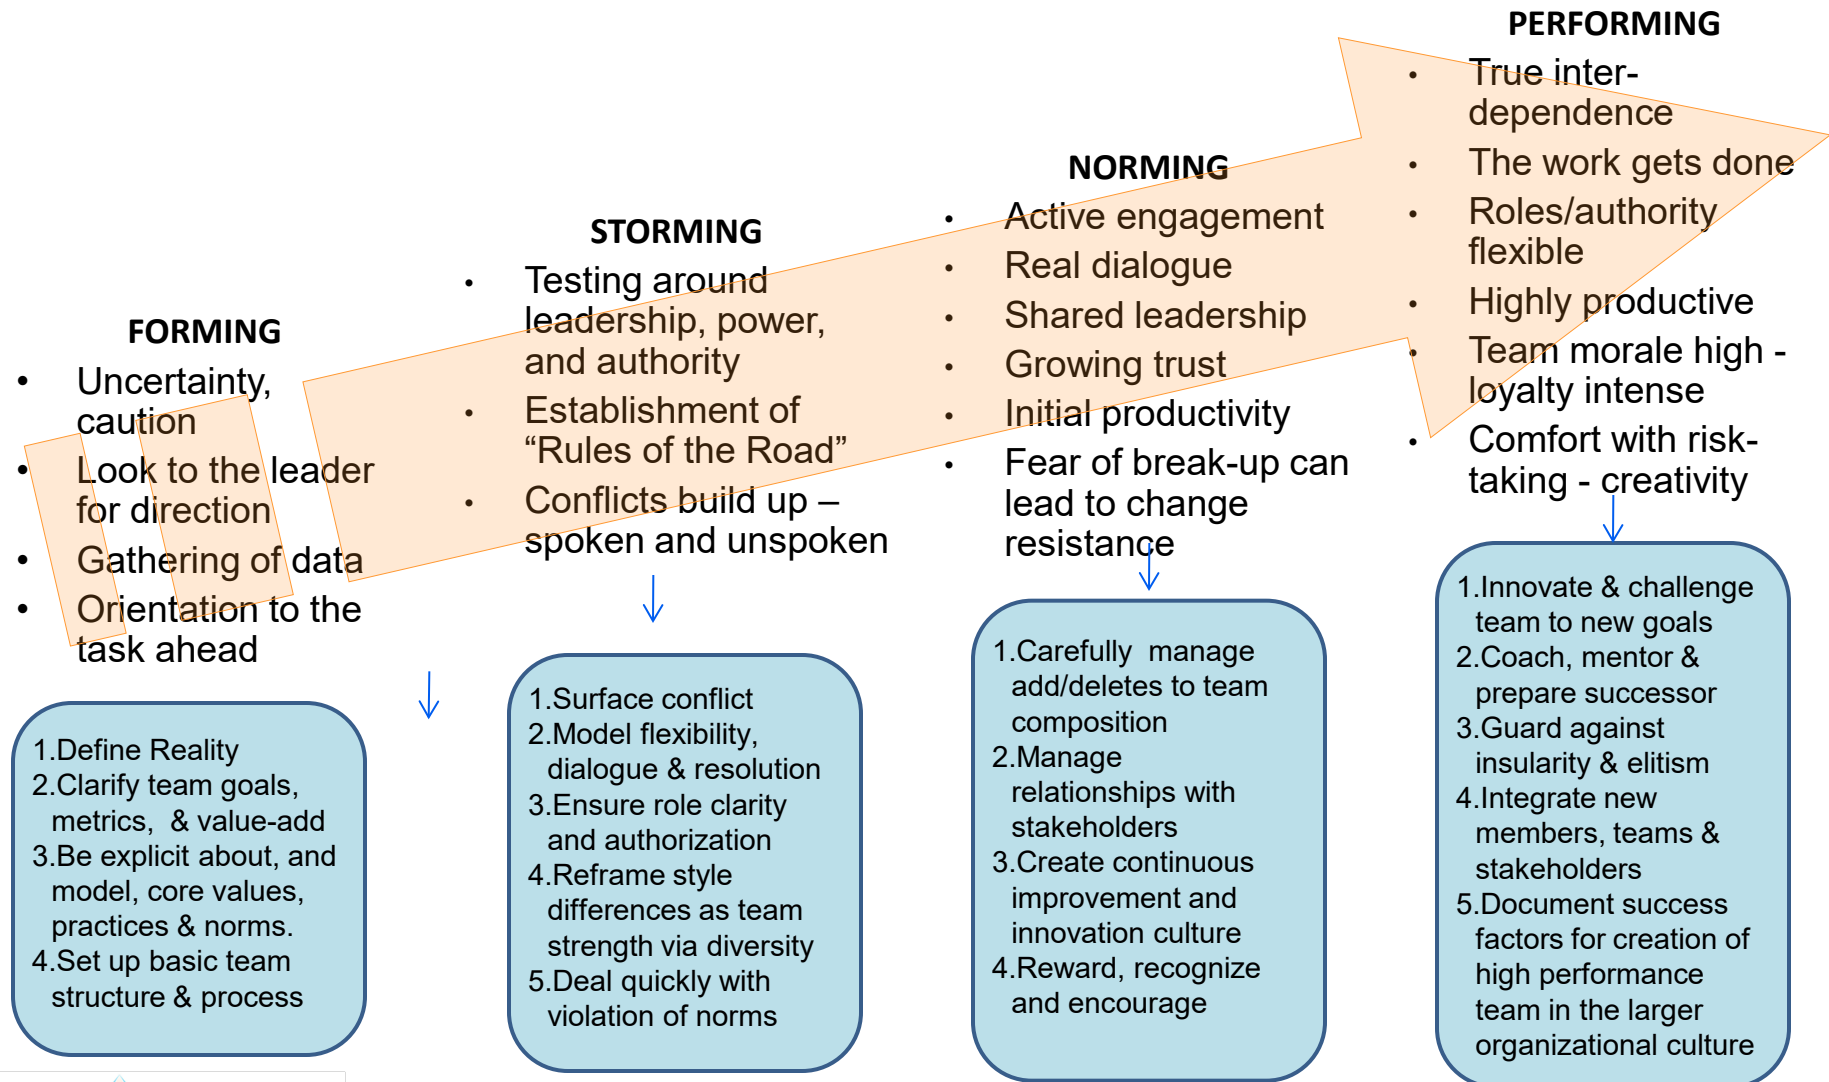 FORMING
• Uncertainty,
caution
• Look to the leader
for direction
• Gathering of data
• Orientation to the
task ahead
1.Define Reality
2.Clarify team goals,
metrics, & value-add
3.Be explicit about, and
model, core values,
practices & norms.
4.Set up basic team
structure & process
STORMING
• Testing around
leadership, power,
and authority
• Establishment of
“Rules of the Road”
• Conflicts build up –
spoken and unspoken
1.Surface conflict
2.Model flexibility,
dialogue & resolution
3.Ensure role clarity
and authorization
4.Reframe style
differences as team
strength via diversity
5.Deal quickly with
violation of norms
NORMING
• Active engagement
• Real dialogue
• Shared leadership
• Growing trust
• Initial productivity
• Fear of break-up can
lead to change
resistance
1.Carefully manage
add/deletes to team
composition
2.Manage
relationships with
stakeholders
3.Create continuous
improvement and
innovation culture
4.Reward, recognize
and encourage
PERFORMING
• True inter-
dependence
• The work gets done
• Roles/authority
flexible
• Highly productive
• Team morale high -
loyalty intense
• Comfort with risk-
taking - creativity
1.Innovate & challenge
team to new goals
2.Coach, mentor &
prepare successor
3.Guard against
insularity & elitism
4.Integrate new
members, teams &
stakeholders
5.Document success
factors for creation of
high performance
team in the larger
organizational culture